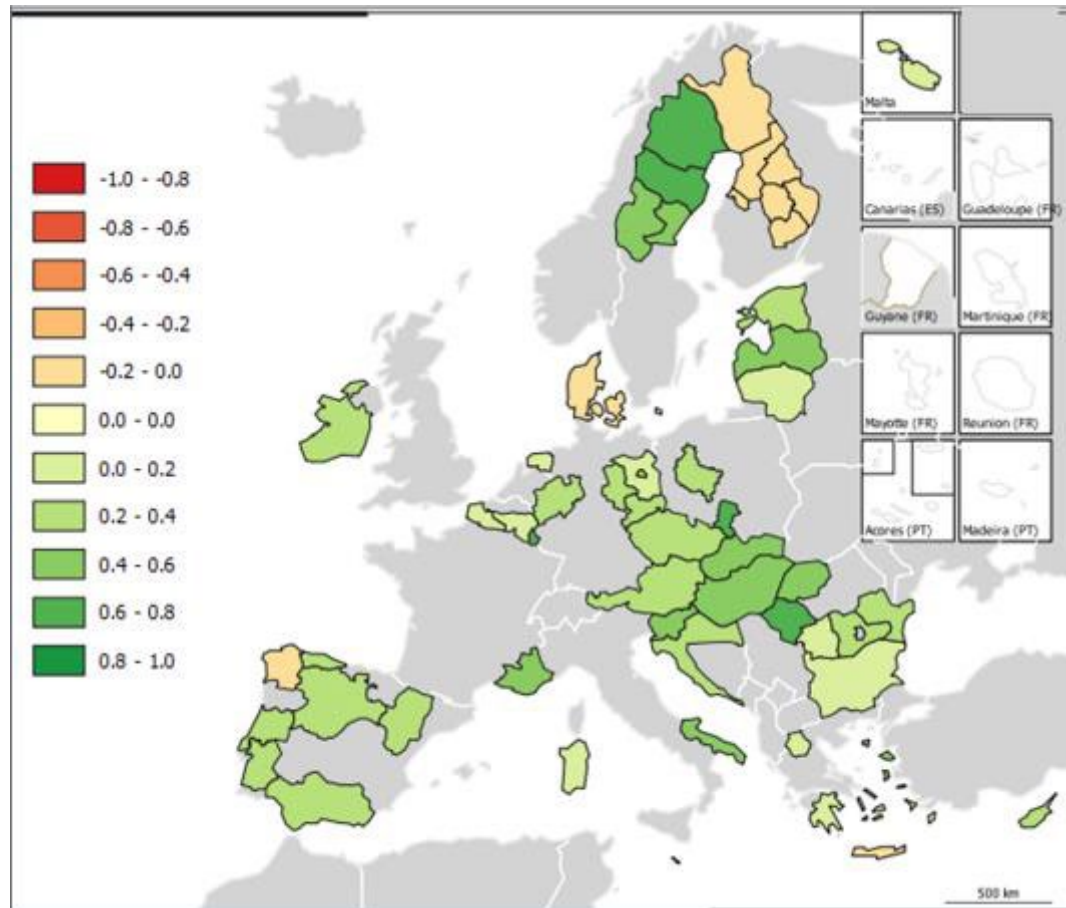 -1.0 - -0.8
-0.8 - -0.6
-0.6 - -0.4
-0.4 - -0.2
-0.2 - 0.0
0.0 - 0.0
0.0 - 0.2
0.2 - 0.4
0.4 - 0.6
0.6 - 0.8
0.8 - 1.0
Malta
Canarias (ES)
Guadeloupe (FR)
Guyane (FR)
Martinique (FR)
Mayotte (FR)
Reunion (FR)
Acores (PT)
Madeira (PT)
500 km